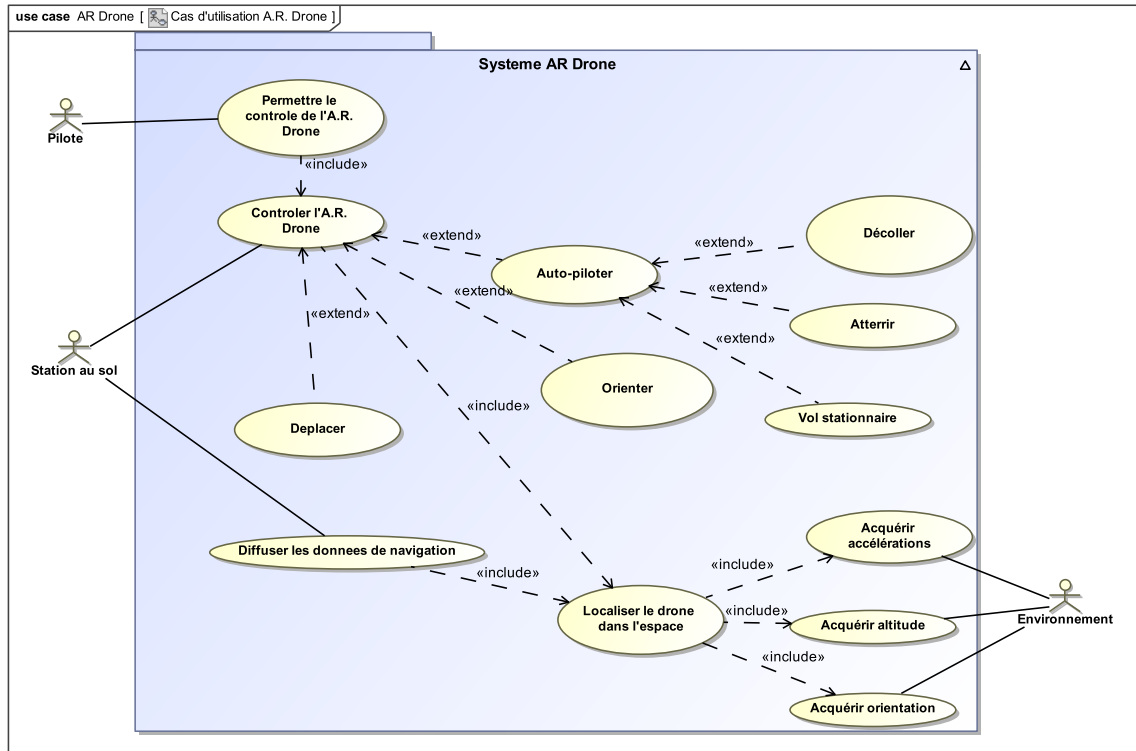 use case AR Drone [ Cas d'utilisation A.R. Drone ]
Systeme AR Drone
Permettre le
controle de l'A.R.
Drone
Pilote
«include»
Controler l'A.R.
Drone
«extend»
«extend»
Décoller
Auto-piloter
«extend»
«extend»
«extend»
Atterrir
«extend»
Station au sol
Orienter
«include»
Vol stationnaire
Deplacer
Acquérir
accélérations
Diffuser les donnees de navigation
«include»
«include»
Localiser le drone
dans l'espace
«include»
Acquérir altitude
Environnement
«include»
Acquérir orientation